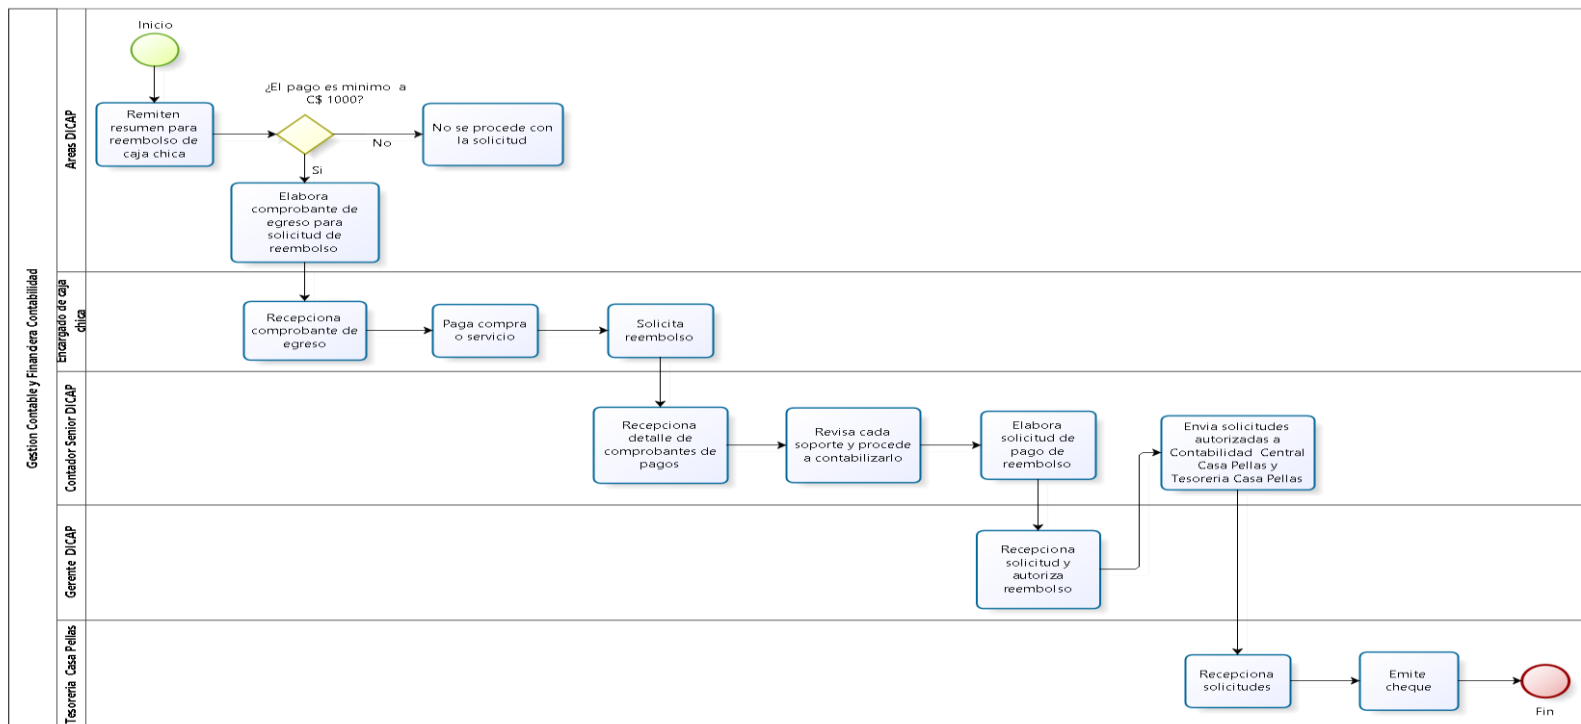 Gestion Contable y Financiera Contabilidad
Areas DICAP
Inicio
Remiten
resumen para
reembolso de
caja chica
¿El pago es minimo a
C$ 1000?
No
Si
No se procede con
la solicitud
Elabora
comprobante de
egreso para
solicitud de
reembolso
Encargado de caja
chica
Recepciona
comprobante de
egreso
Paga compra
o servicio
Solicita
reembolso
Contador Senior DICAP
Recepciona
detalle de
comprobantes de
pagos
Revisa cada
soporte y procede
a contabilizarlo
Elabora
solicitud de
pago de
reembolso
Envia solicitudes
autorizadas a
Contabilidad Central
Casa Pellas y
Tesoreria Casa Pellas
Gerente DICAP
Recepciona
solicitud y
autoriza
reembolso
Tesoreria Casa Pellas
Recepciona
solicitudes
Emite
cheque
Fin